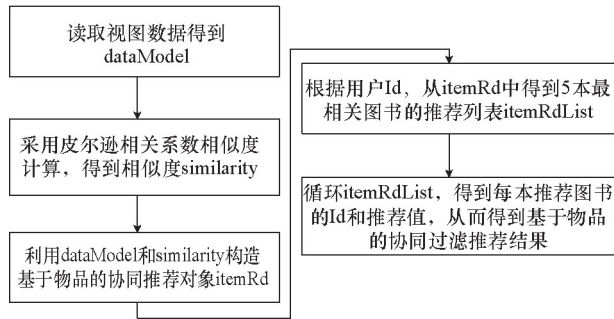 读取视图数据得到
dataModel
采用皮尔逊相关系数相似度
计算，得到相似度similarity
利用dataModel和similarity构造
基于物品的协同推荐对象itemRd
根据用户Id，从itemRd中得到5本最
相关图书的推荐列表itemRdList
循环itemRdList，得到每本推荐图书
的Id和推荐值，从而得到基于物品
的协同过滤推荐结果